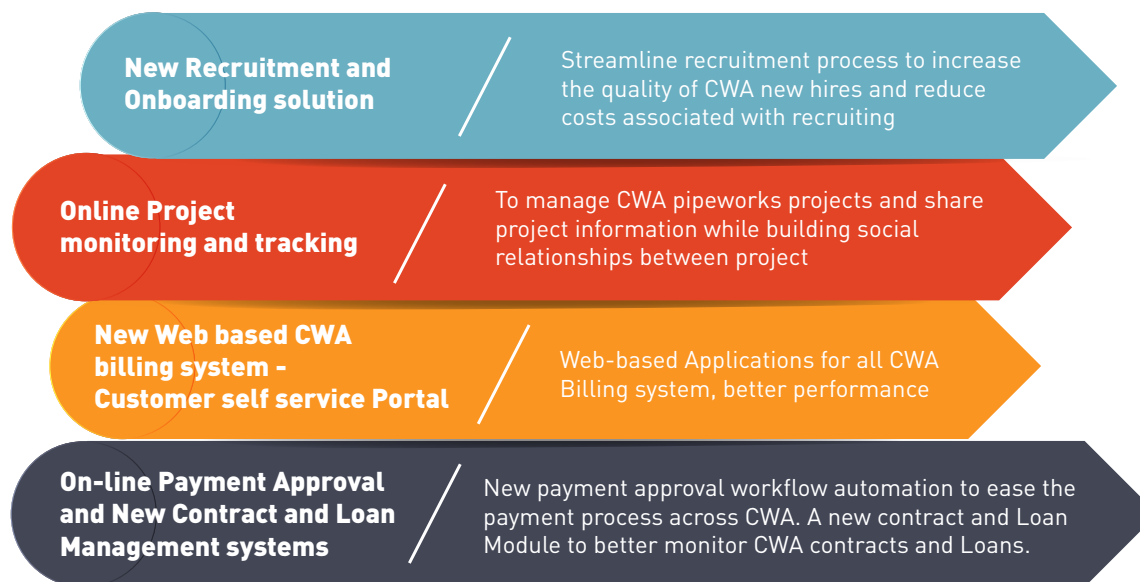 New Recruitment and
Onboarding solution
Streamline recruitment process to increase
the quality of CWA new hires and reduce
costs associated with recruiting
Online Project
monitoring and tracking
To manage CWA pipeworks projects and share
project information while building social
relationships between project
New Web based CWA
billing system -
Customer self service Portal
Web-based Applications for all CWA
Billing system, better performance
On-line Payment Approval
and New Contract and Loan
Management systems
New payment approval workflow automation to ease the
payment process across CWA. A new contract and Loan
Module to better monitor CWA contracts and Loans.